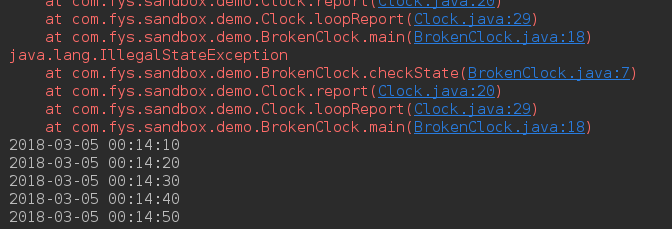 at com.fys.sandbox.demo.Clock.report(Clock.java:20)
at com.fys.sandbox.demo.Clock.loopReport(Clock.java:29)
at com.fys.sandbox.demo.BrokenClock.main(BrokenClock.java:18)
java.lang.IllegalStateException
at com.fys.sandbox.demo.BrokenClock.checkState(BrokenClock.java:7)
at com.fys.sandbox.demo.Clock.report(Clock.java:20)
at com.fys.sandbox.demo.Clock.loopReport(Clock.java:29)
at com.fys.sandbox.demo.BrokenClock.main(BrokenClock.java:18)
2018-03-05 00:14:10
2018-03-05 00:14:20
2018-03-05 00:14:30
2018-03-05 00:14:40
2018-03-05 00:14:50